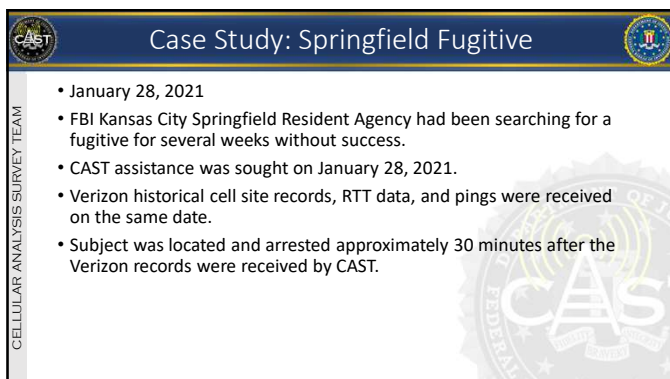 CAST
Case Study: Springfield Fugitive
CELLULAR ANALYSIS SURVEY TEAM
• January 28, 2021
• FBI Kansas City Springfield Resident Agency had been searching for a
fugitive for several weeks without success.
• CAST assistance was sought on January 28, 2021.
• Verizon historical cell site records, RTT data, and pings were received
on the same date.
• Subject was located and arrested approximately 30 minutes after the
Verizon records were received by CAST.
CAST